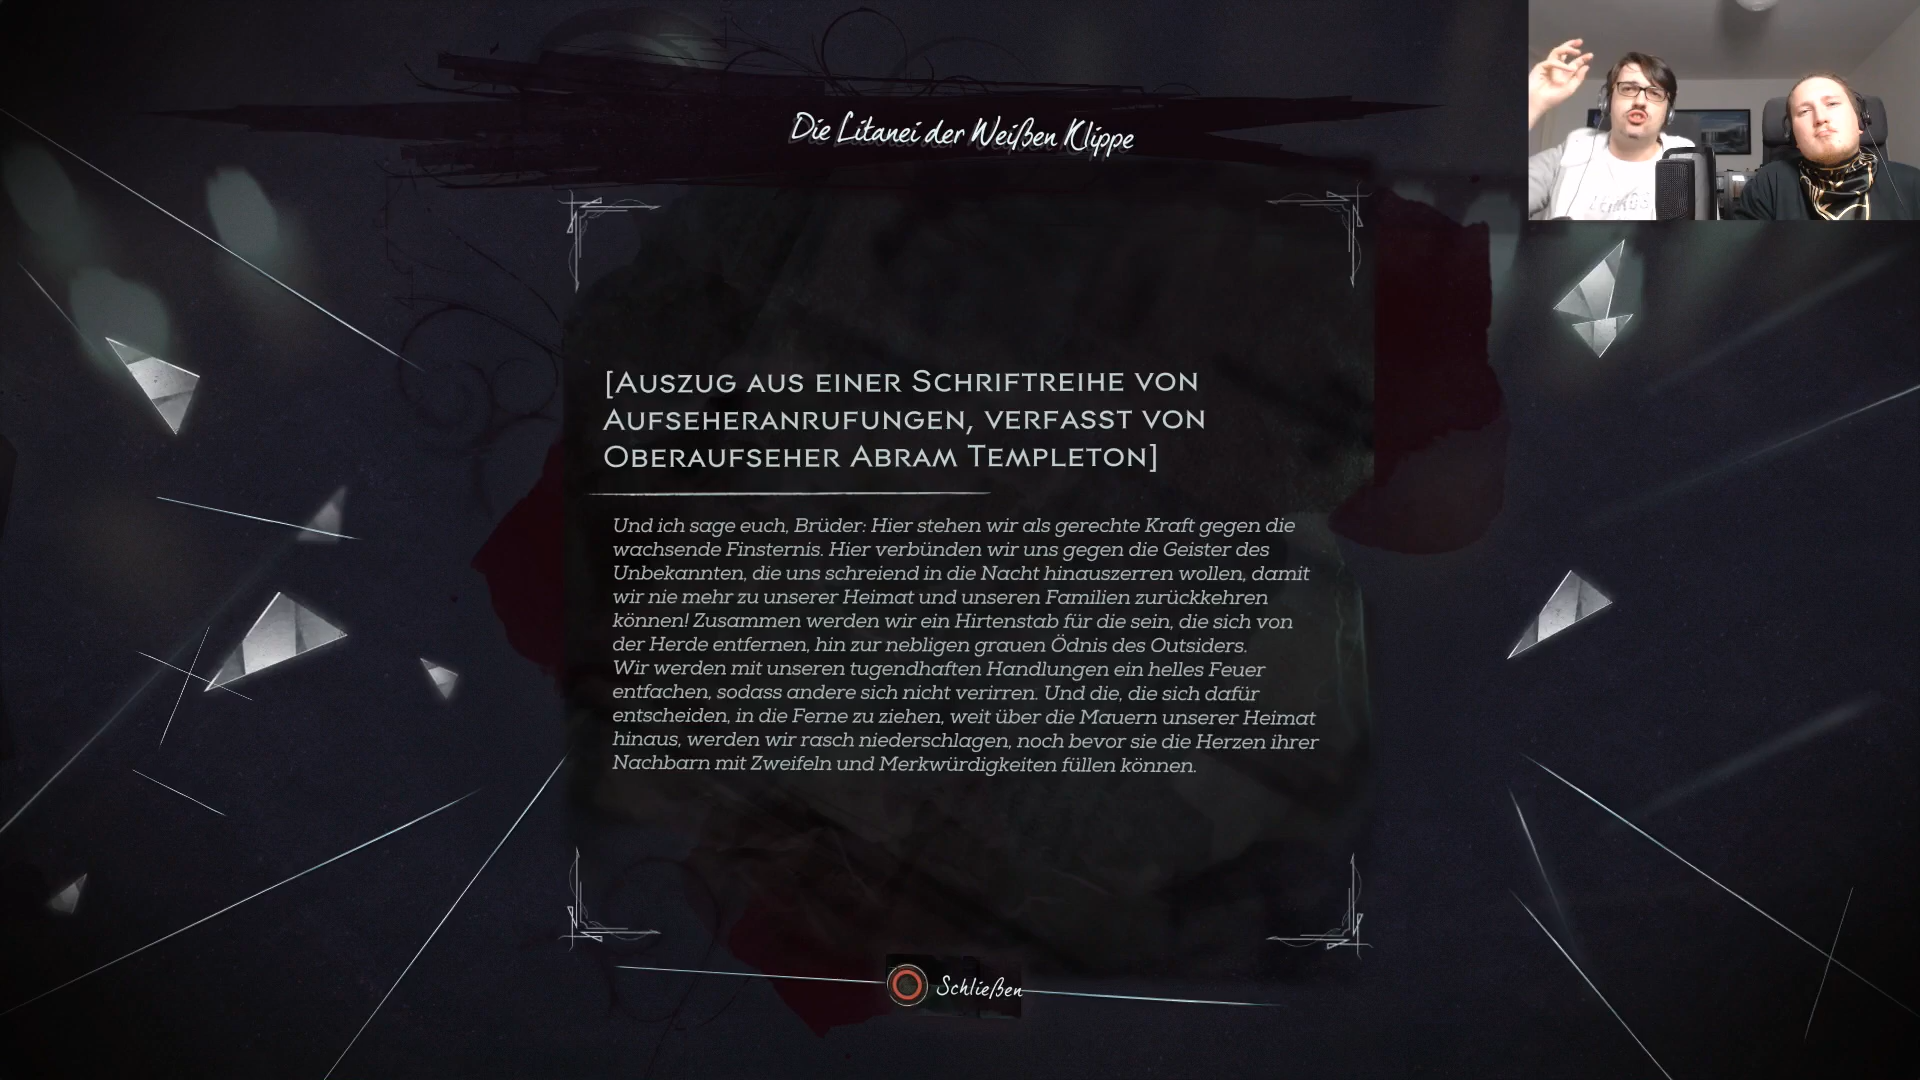 Die Litanei der Weißen Klippe
[Auszug aus einer Schriftreihe von
Aufseheranrufungen, verfasst von
Oberaufseher Abram Templeton]
Und ich sage euch, Brüder: Hier stehen wir als gerechte Kraft gegen die
wachsende Finsternis. Hier verbünden wir uns gegen die Geister des
Unbekannten, die uns schreiend in die Nacht hinauszerren wollen, damit
wir nie mehr zu unserer Heimat und unseren Familien zurückkehren
können! Zusammen werden wir ein Hirtenstab für die sein, die sich von
der Herde entfernen, hin zur nebligen grauen Ödnis des Outsiders.
Wir werden mit unseren tugendhaften Handlungen ein helles Feuer
entfachen, sodass andere sich nicht verirren. Und die, die sich dafür
entscheiden, in die Ferne zu ziehen, weit über die Mauern unserer Heimat
hinaus, werden wir rasch niederschlagen, noch bevor sie die Herzen ihrer
Nachbarn mit Zweifeln und Merkwürdigkeiten füllen können.
Schließen